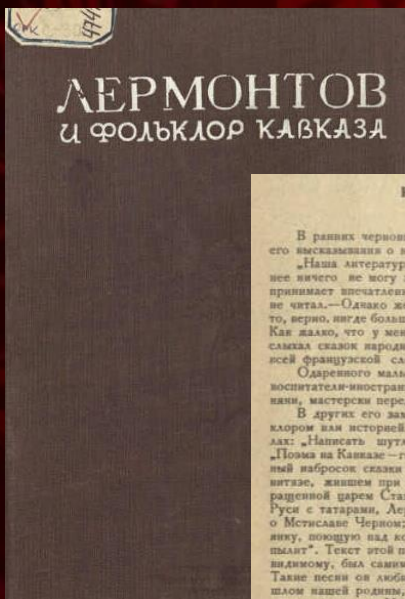 ЛЕРМОНТОВ
И ФОЛЬКЛОР КАВКАЗА
В ранних чернов
его высказывания о
„Наша литератур
нее ничего не могу
принимает впечатлен
не читал.—Однако
то, верно, нигде больш
Как жалко, что у мен
слыхал сказок народн
всей французской сл
Одаренного маль
воспитатели-иностран
няни, мастерски пере
В других его зам
клором или историей
лах: „Написать шутл
„Поэма на Кавказе—г
ный набросок сказки
витязе, жившем при
ращенной царем Ста
Руси с татарами, Лер
о Мстиславе Черном:
янку, поющую над ко
пылит". Текст этой п
видимому, был самим
Такие песни он люби
шлом нашей родины,